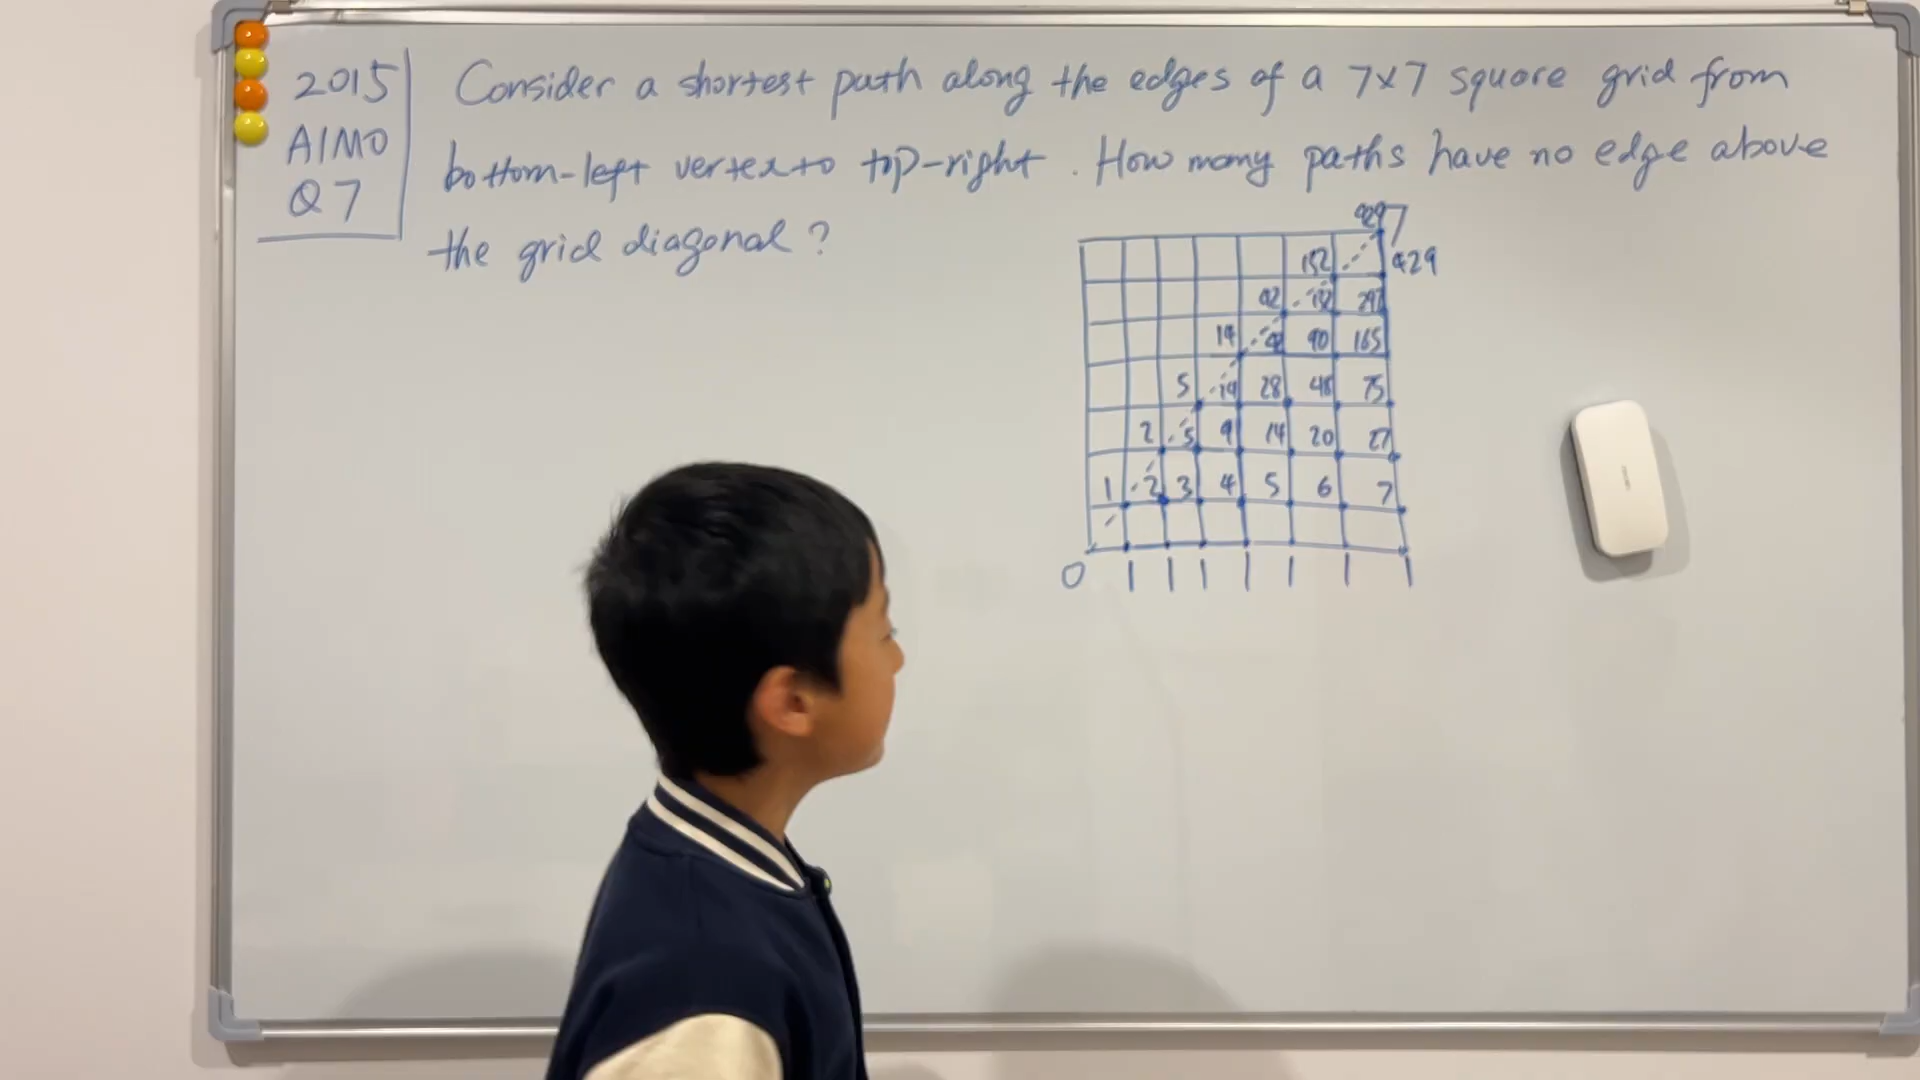 2015
AIMO
Q7
Consider a shortest path along the edges of a 7x7 square grid from
bottom-left vertex to top-right. How many paths have no edge above
the grid diagonal?
429
132 429
42 132 297
14 42 90 165
5 14 28 48 75
2 5 9 14 20 27
1 2 3 4 5 6 7
0 1 1 1 1 1 1 1